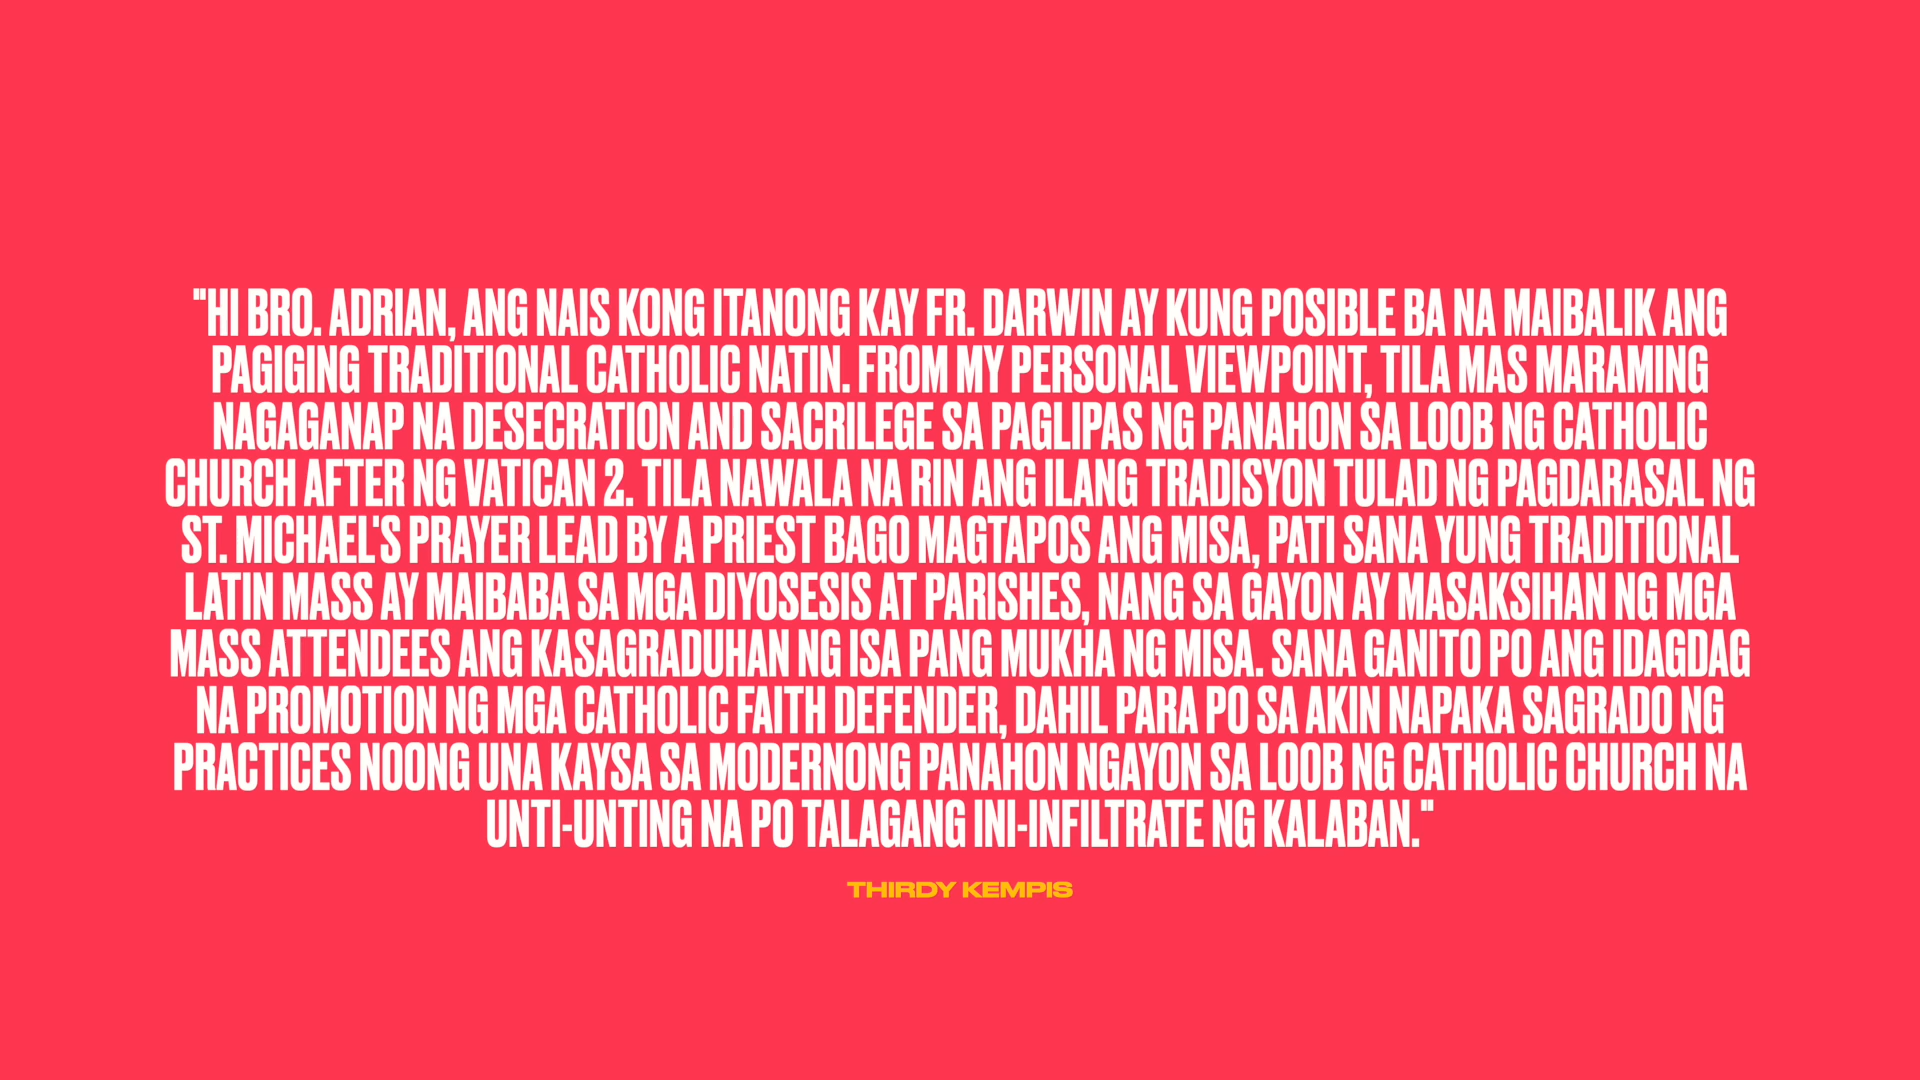 "HI BRO. ADRIAN, ANG NAIS KONG ITANONG KAY FR. DARWIN AY KUNG POSIBLE BA NA MAIBALIK ANG
PAGIGING TRADITIONAL CATHOLIC NATIN. FROM MY PERSONAL VIEWPOINT, TILA MAS MARAMING
NAGAGANAP NA DESECRATION AND SACRILEGE SA PAGLIPAS NG PANAHON SA LOOB NG CATHOLIC
CHURCH AFTER NG VATICAN 2. TILA NAWALA NA RIN ANG ILANG TRADISYON TULAD NG PAGDARASAL NG
ST. MICHAEL'S PRAYER LEAD BY A PRIEST BAGO MAGTAPOS ANG MISA, PATI SANA YUNG TRADITIONAL
LATIN MASS AY MAIBABA SA MGA DIYOSESIS AT PARISHES, NANG SA GAYON AY MASAKSIHAN NG MGA
MASS ATTENDEES ANG KASAGRADUHAN NG ISA PANG MUKHA NG MISA. SANA GANITO PO ANG IDAGDAG
NA PROMOTION NG MGA CATHOLIC FAITH DEFENDER, DAHIL PARA PO SA AKIN NAPAKA SAGRADO NG
PRACTICES NOONG UNA KAYSA SA MODERNONG PANAHON NGAYON SA LOOB NG CATHOLIC CHURCH NA
UNTI-UNTING NA PO TALAGANG INI-INFILTRATE NG KALABAN."
THIRDY KEMPIS